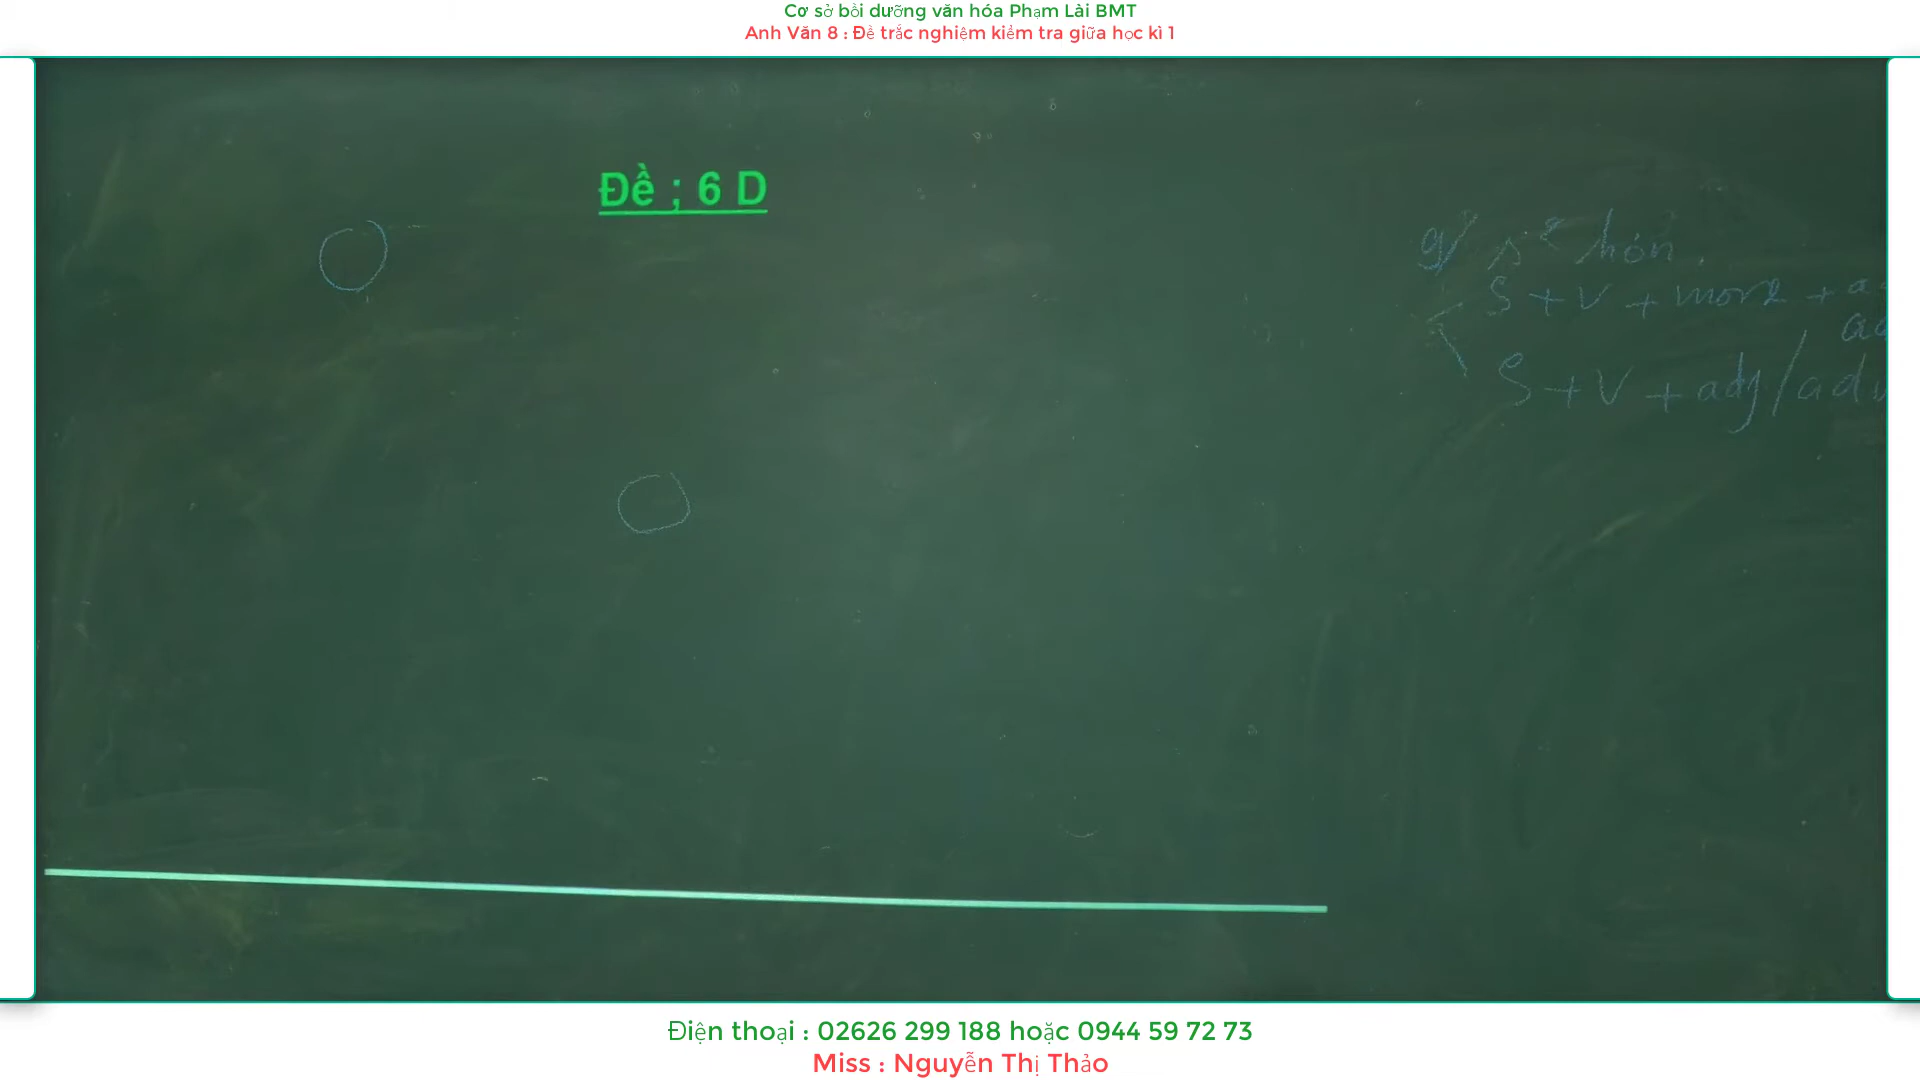 Cơ sở bồi dưỡng văn hóa Phạm Lài BMT
Anh Văn 8 : Đề trắc nghiệm kiểm tra giữa học kì 1
Đề ; 6 D
hơn.
S + V + more +
S + V + adj / adv
Điện thoại : 02626 299 188 hoặc 0944 59 72 73
Miss : Nguyễn Thị Thảo